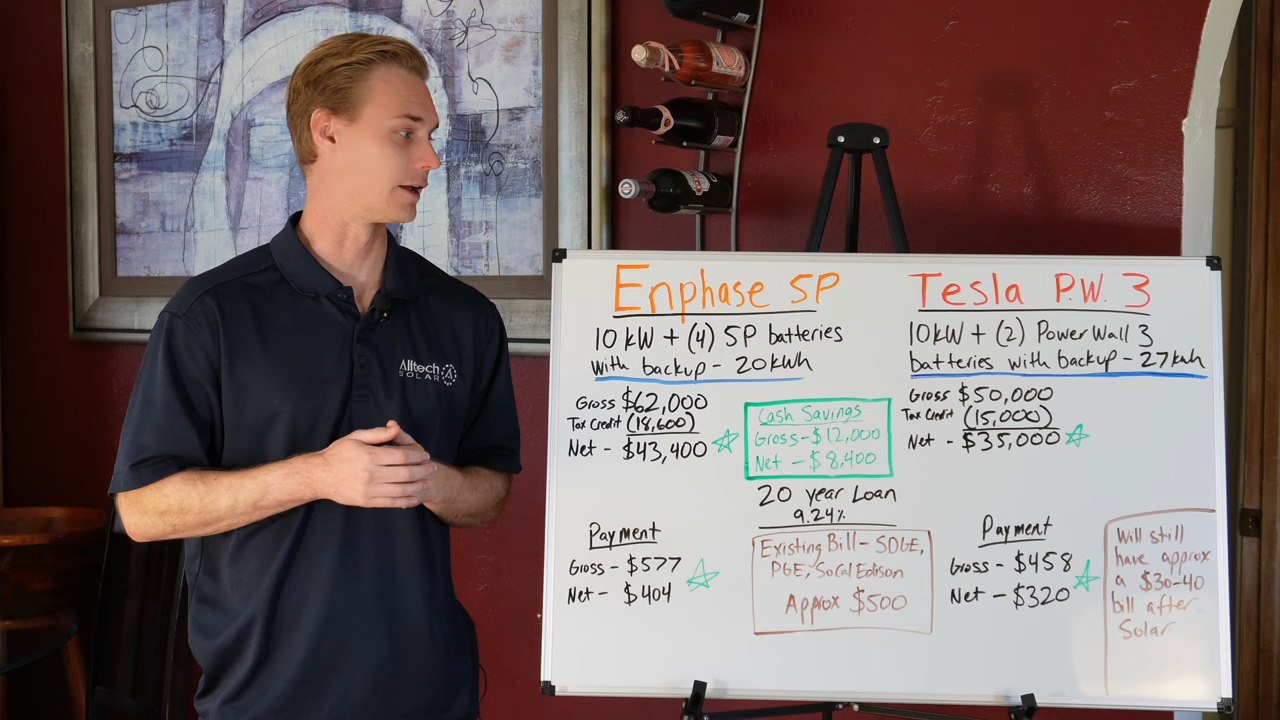 Alltech
SOLAR
Enphase 5P
10 kW + (4) 5P batteries
with backup - 20kWh
Gross $62,000
Tax Credit (18,600)
Net - $43,400
Cash Savings
Gross - $12,000
Net - $8,400
20 year Loan
9.24%
Payment
Gross - $577
Net - $404
Existing Bill - SDGE,
PGE, SoCal Edison
Approx $500
Tesla P.W. 3
10kW + (2) Power Wall 3
batteries with backup - 27kwh
Gross $50,000
Tax Credit (15,000)
Net - $35,000
Payment
Gross - $458
Net - $320
Will still
have approx
a $30-40
bill after
Solar